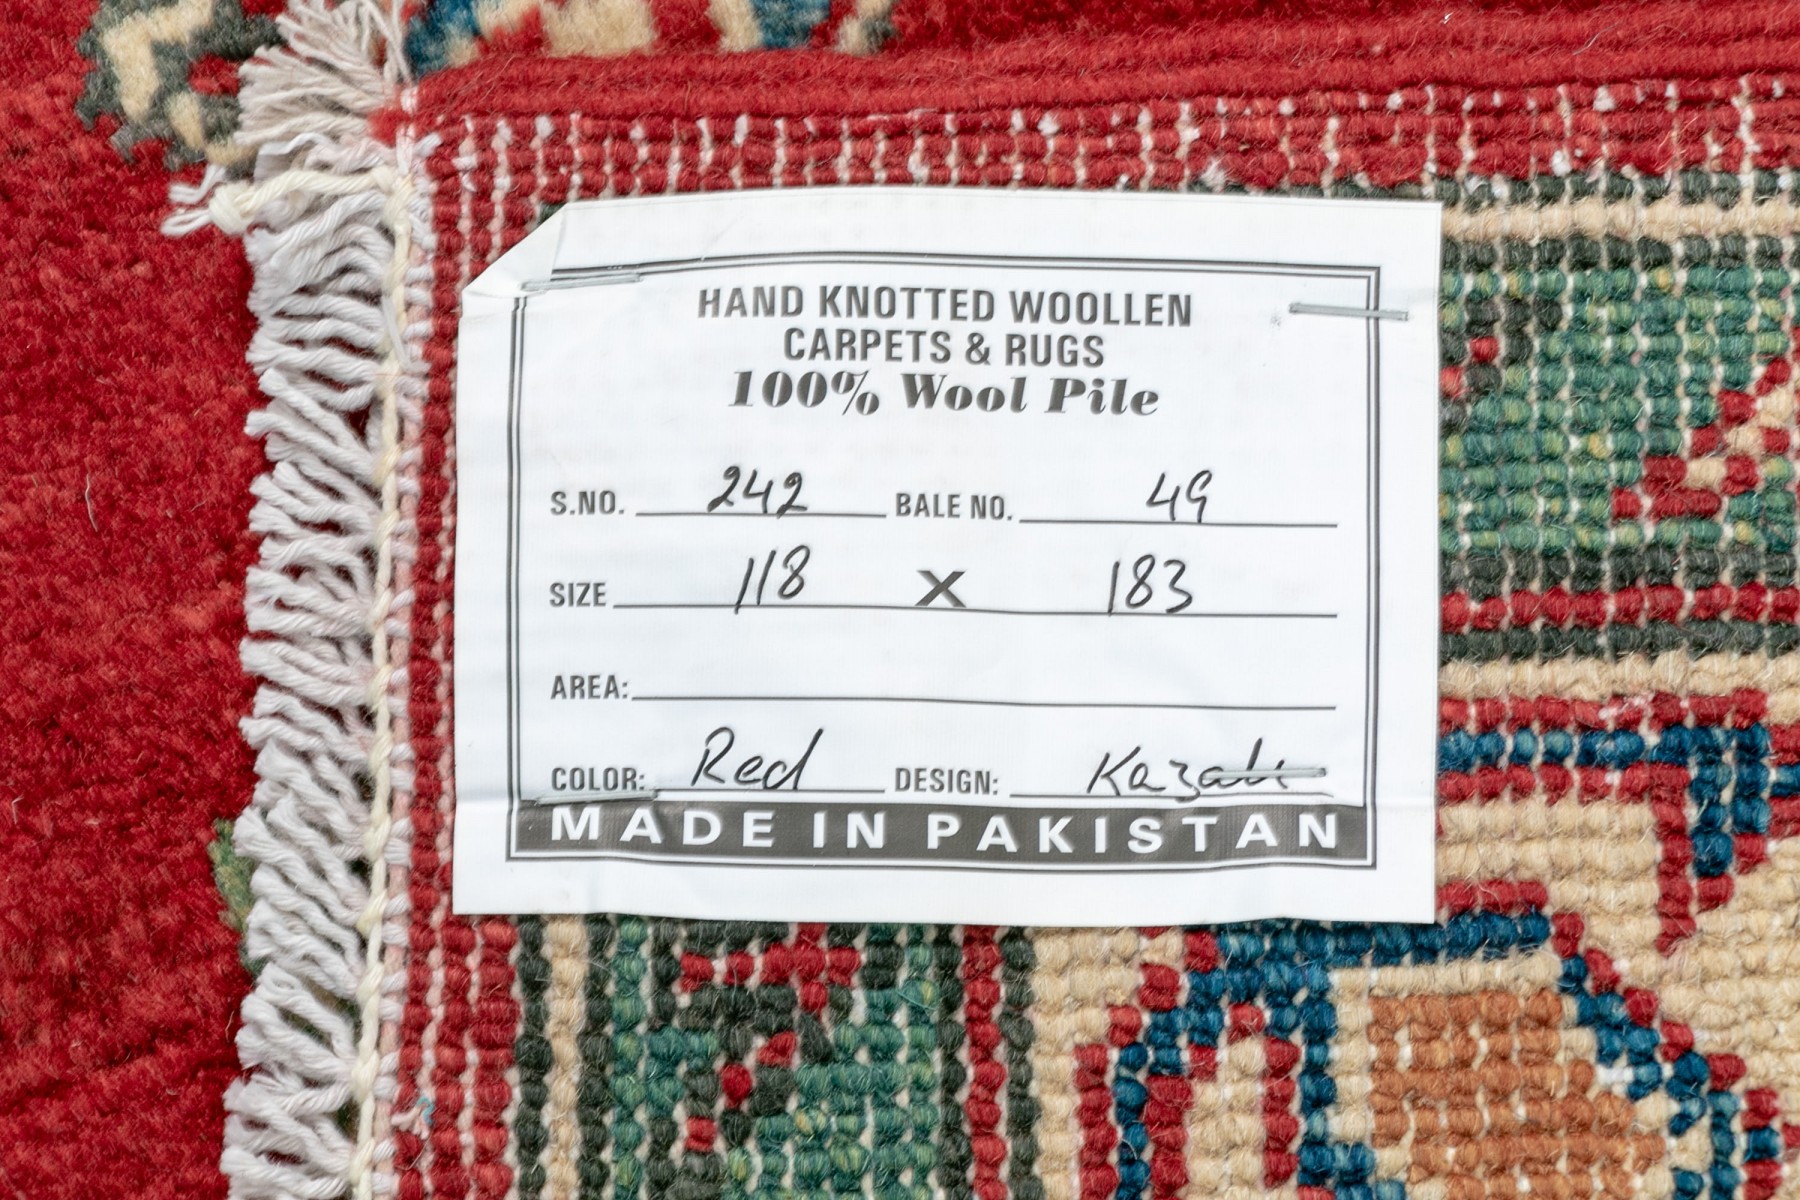 HAND KNOTTED WOOLLEN
CARPETS & RUGS
100% Wool Pile
S.NO. 242 BALE NO. 49
SIZE 118 X 183
AREA:
COLOR: Red DESIGN:
MADE IN PAKISTAN